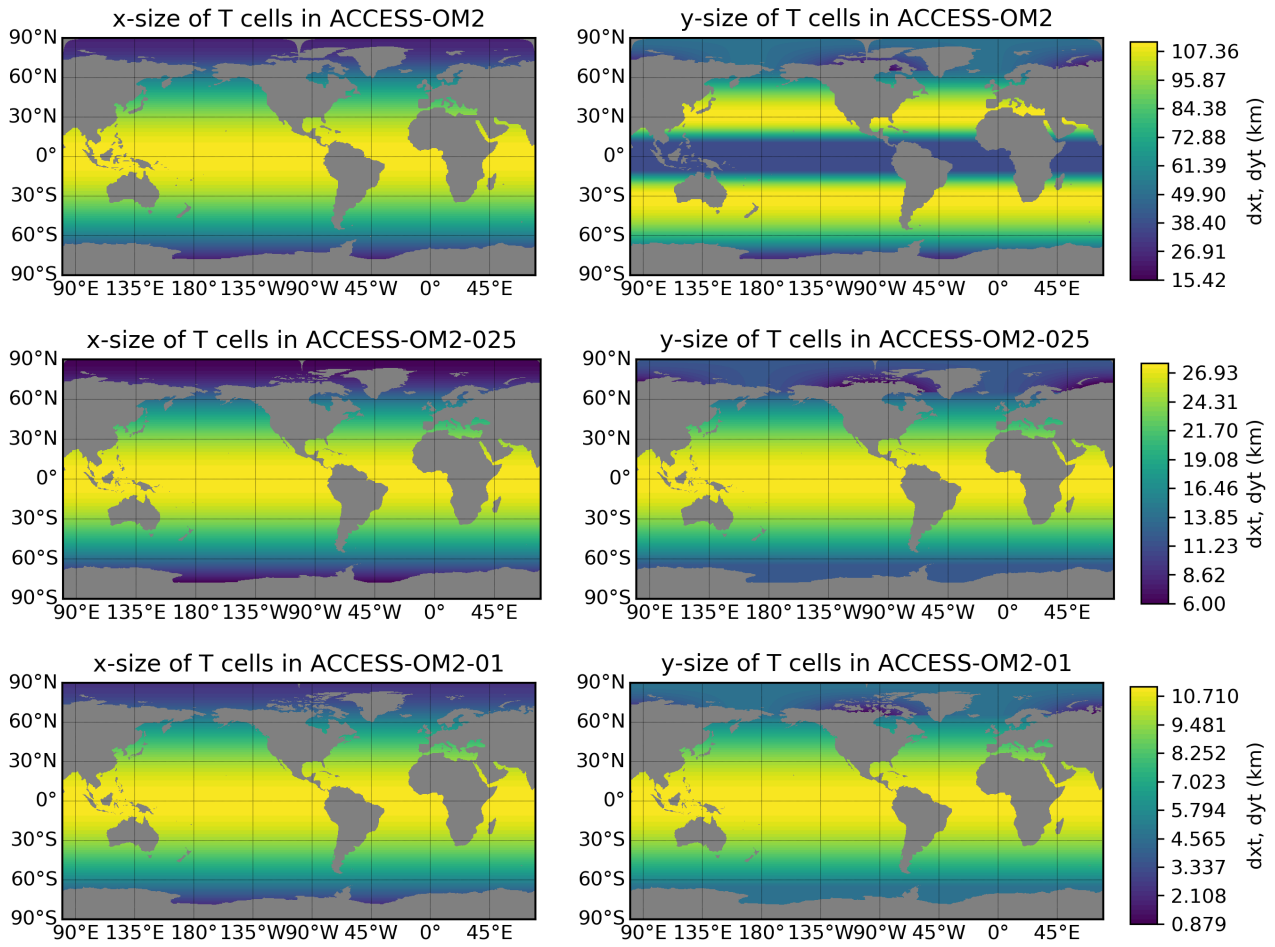 x-size of T cells in ACCESS-OM2
90°N
60°N
30°N
0°
30°S
60°S
90°S
90°E 135°E 180° 135°W 90°W 45°W 0° 45°E
y-size of T cells in ACCESS-OM2
90°N
60°N
30°N
0°
30°S
60°S
90°S
90°E 135°E 180° 135°W 90°W 45°W 0° 45°E
107.36
95.87
84.38
72.88
61.39
49.90
38.40
26.91
15.42
dxt, dyt (km)
x-size of T cells in ACCESS-OM2-025
90°N
60°N
30°N
0°
30°S
60°S
90°S
90°E 135°E 180° 135°W 90°W 45°W 0° 45°E
y-size of T cells in ACCESS-OM2-025
90°N
60°N
30°N
0°
30°S
60°S
90°S
90°E 135°E 180° 135°W 90°W 45°W 0° 45°E
26.93
24.31
21.70
19.08
16.46
13.85
11.23
8.62
6.00
dxt, dyt (km)
x-size of T cells in ACCESS-OM2-01
90°N
60°N
30°N
0°
30°S
60°S
90°S
90°E 135°E 180° 135°W 90°W 45°W 0° 45°E
y-size of T cells in ACCESS-OM2-01
90°N
60°N
30°N
0°
30°S
60°S
90°S
90°E 135°E 180° 135°W 90°W 45°W 0° 45°E
10.710
9.481
8.252
7.023
5.794
4.565
3.337
2.108
0.879
dxt, dyt (km)